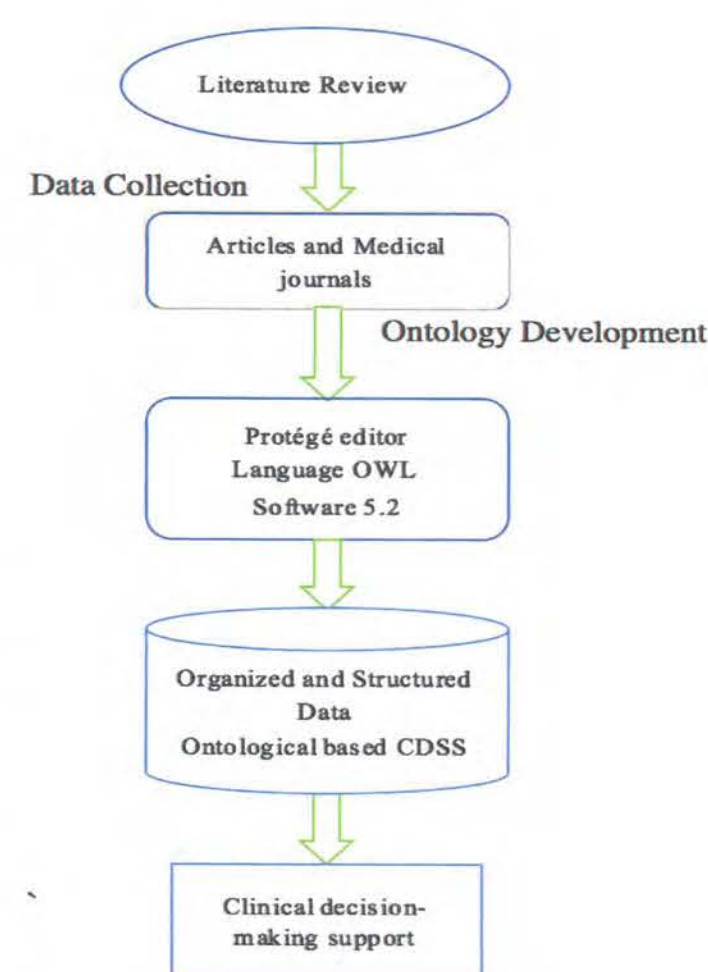 Literature Review
Data Collection
Articles and Medical
journals
Ontology Development
Protégé editor
Language OWL
Software 5.2
Organized and Structured
Data
Ontological based CDSS
Clinical decision-
making support